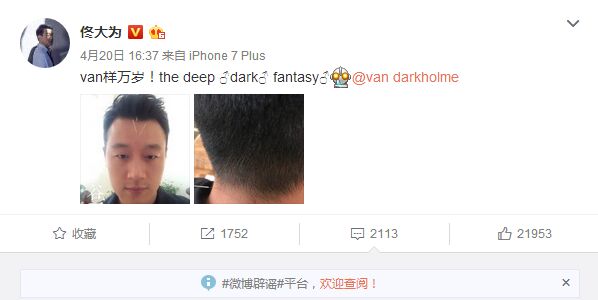 佟大为
4月20日 16:37 来自 iPhone 7 Plus
van样万岁！the deep ♂dark♂ fantasy♂@van darkholme
收藏 1752 2113 21953
#微博辟谣#平台，欢迎查阅！